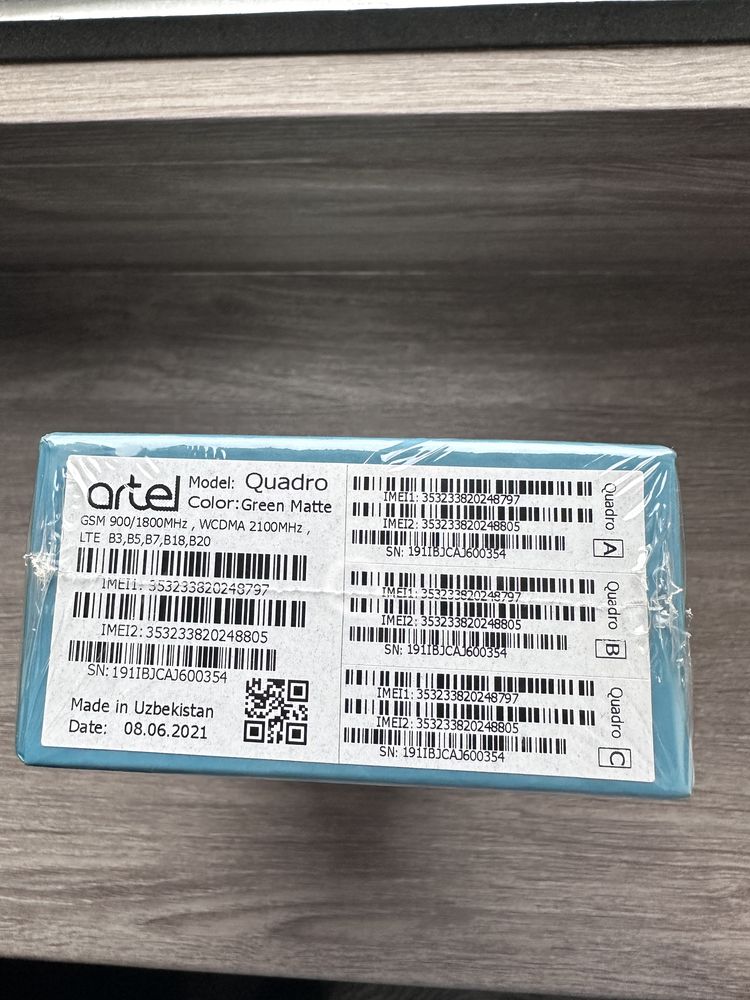 artel
Model: Quadro
Color:Green Matte
GSM 900/1800MHz , WCDMA 2100MHz ,
LTE B3,B5,B7,B18,B20
IMEI1: 353233820248797
IMEI2: 353233820248805
SN: 191IBJCAJ600354
Made in Uzbekistan
Date: 08.06.2021
IMEI1: 353233820248797
IMEI2: 353233820248805
SN: 191IBJCAJ600354
Quadro A
IMEI1: 353233820248797
IMEI2: 353233820248805
SN: 191IBJCAJ600354
Quadro B
IMEI1: 353233820248797
IMEI2: 353233820248805
SN: 191IBJCAJ600354
Quadro C